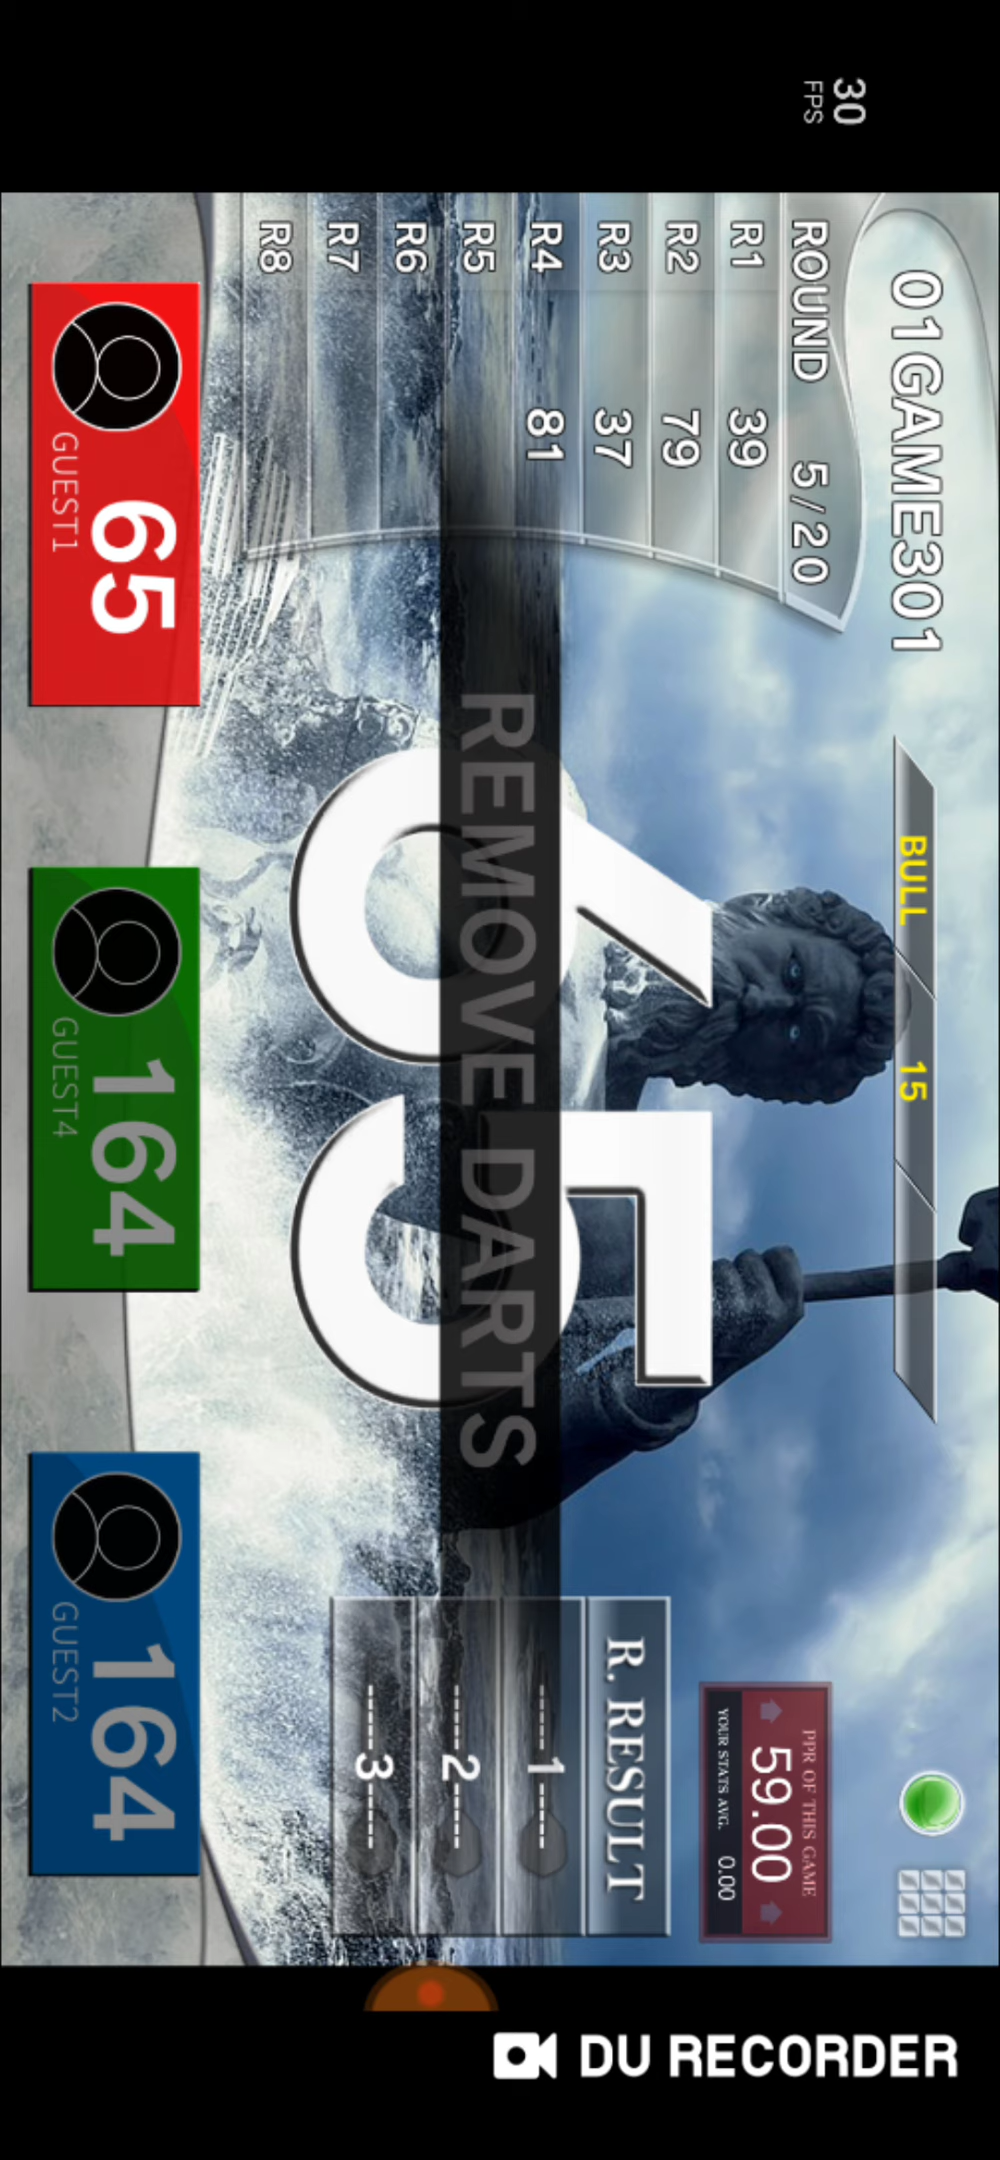 30
FPS
01GAME301
BULL 15
ROUND 5/20
R1 39
R2 79
R3 37
R4 81
R5
R6
R7
R8
65
REMOVE DARTS
PPR OF THIS GAME
59.00
YOUR STATS AVG. 0.00
R. RESULT
1
2
3
GUEST1 65
GUEST4 164
GUEST2 164
DU RECORDER